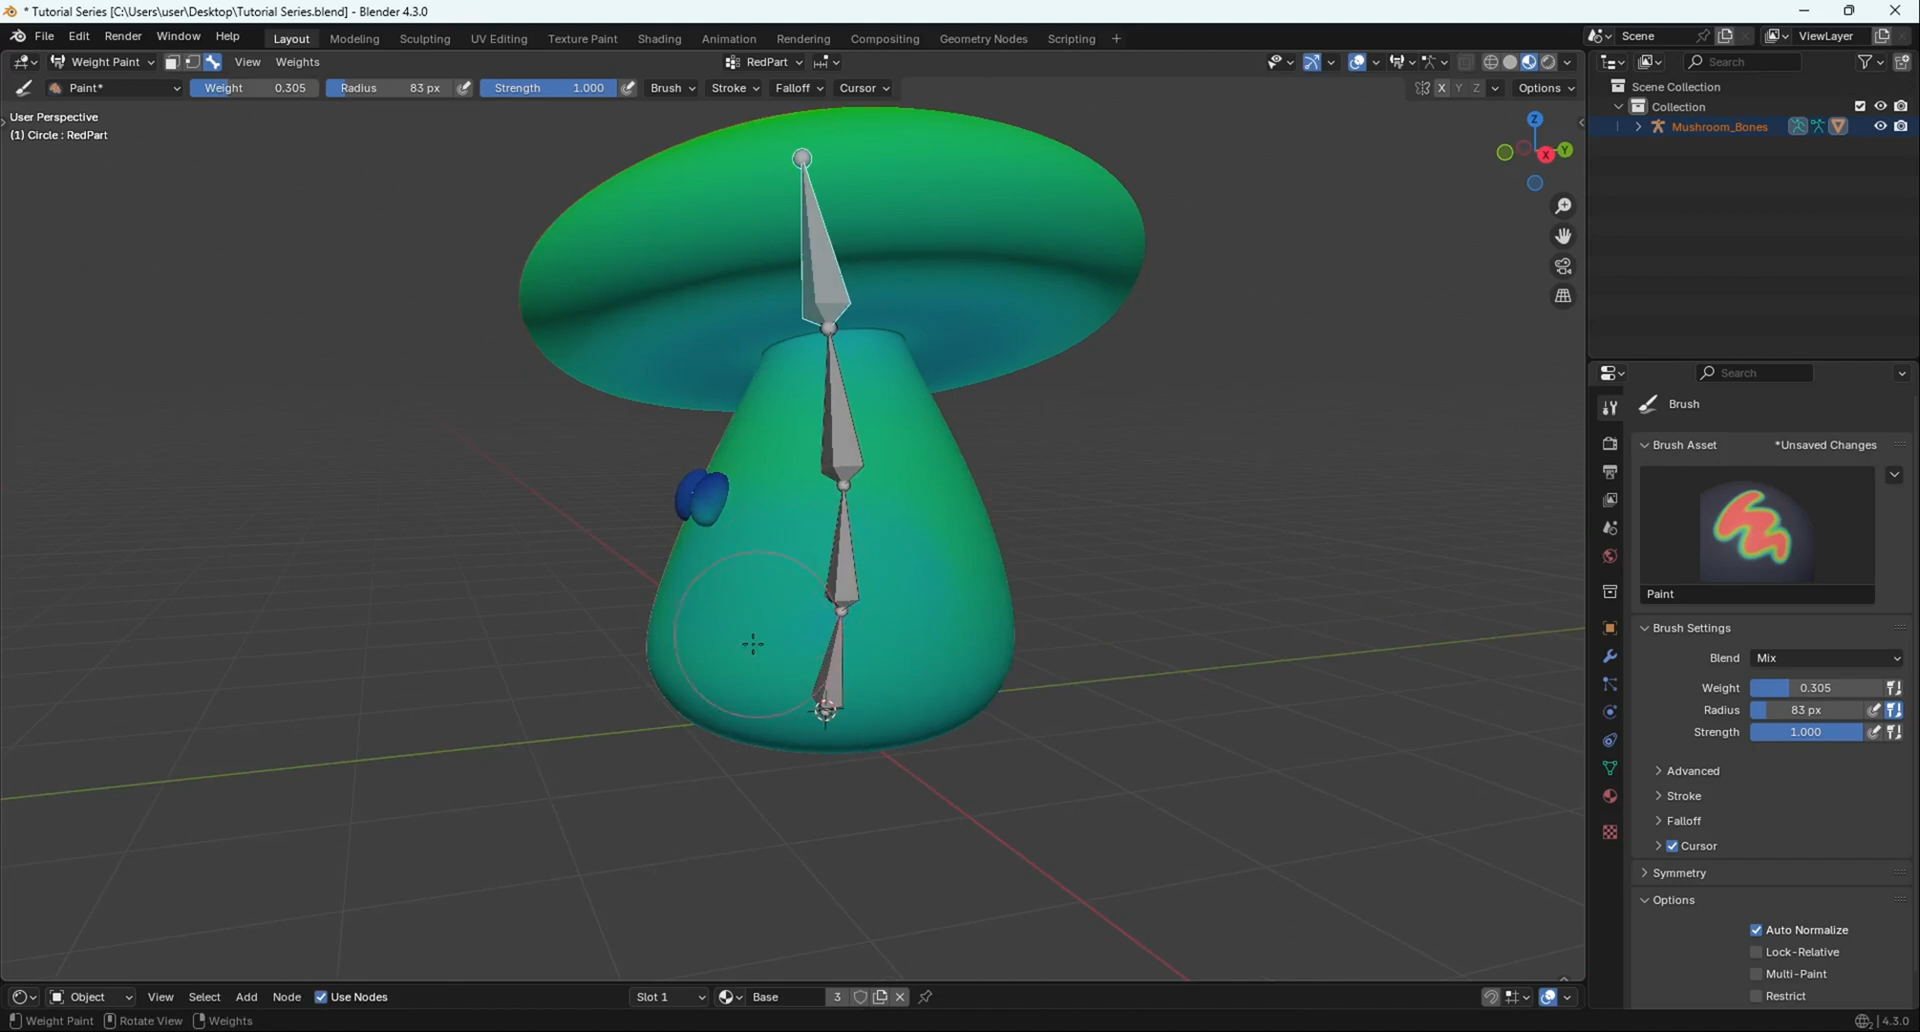 * Tutorial Series [C:\Users\user\Desktop\Tutorial Series.blend] - Blender 4.3.0
File Edit Render Window Help Layout Modeling Sculpting UV Editing Texture Paint Shading Animation Rendering Compositing Geometry Nodes Scripting + Scene ViewLayer
Weight Paint View Weights RedPart Search
Paint* Weight 0.305 Radius 83 px Strength 1.000 Brush Stroke Falloff Cursor X Y Z Options
User Perspective
(1) Circle : RedPart
Z
X
Y
Scene Collection
Collection
Mushroom_Bones
Search
Brush
Brush Asset *Unsaved Changes
Paint
Brush Settings
Blend Mix
Weight 0.305
Radius 83 px
Strength 1.000
Advanced
Stroke
Falloff
Cursor
Symmetry
Options
Auto Normalize
Lock-Relative
Multi-Paint
Restrict
Object View Select Add Node Use Nodes Slot 1 Base 3
Weight Paint Rotate View Weights 4.3.0